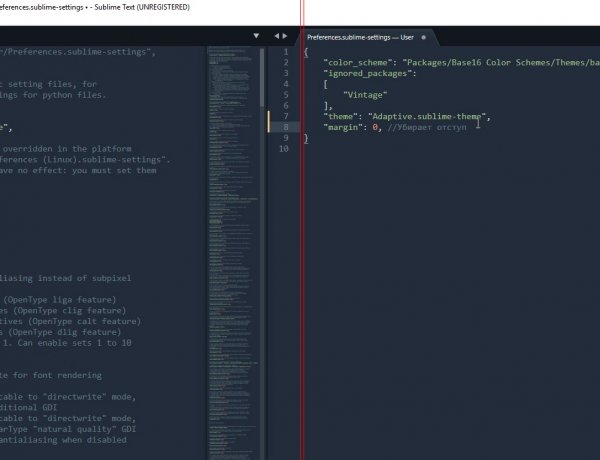 eferences.sublime-settings • - Sublime Text (UNREGISTERED)
r/Preferences.sublime-settings",
t setting files, for
ngs for python files.
e",
overridden in the platform
ferences (Linux).sublime-settings".
ave no effect: you must set them
liasing instead of subpixel
(OpenType liga feature)
es (OpenType clig feature)
tives (OpenType calt feature)
s (OpenType dlig feature)
1. Can enable sets 1 to 10
te for font rendering
cable to "directwrite" mode,
ditional GDI
cable to "directwrite" mode,
arType "natural quality" GDI
antialiasing when disabled
Preferences.sublime-settings — User
1 {
2 "color_scheme": "Packages/Base16 Color Schemes/Themes/ba
3 "ignored_packages":
4 [
5 "Vintage"
6 ],
7 "theme": "Adaptive.sublime-theme",
8 "margin": 0, //Убирает отступ
9 }
10